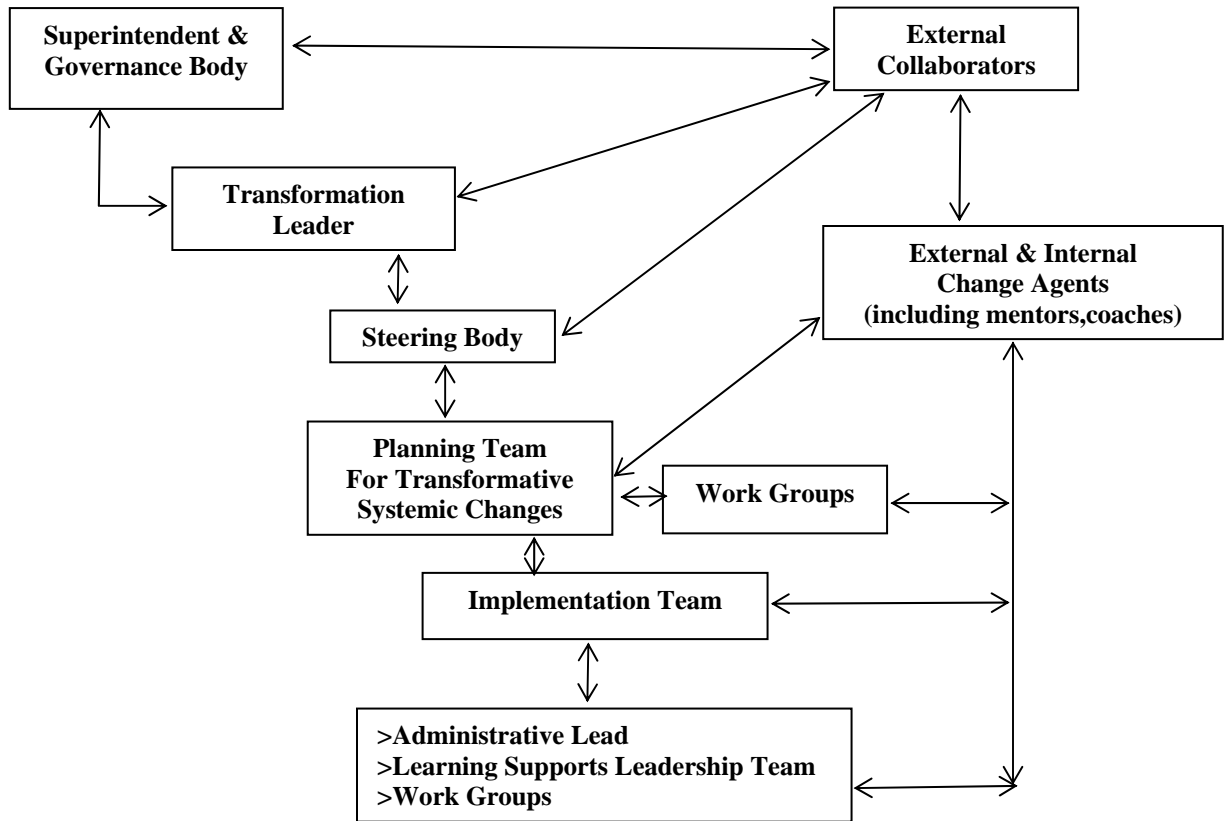 Superintendent &
Governance Body
External
Collaborators
Transformation
Leader
External & Internal
Change Agents
(including mentors,coaches)
Steering Body
Planning Team
For Transformative
Systemic Changes
Work Groups
Implementation Team
>Administrative Lead
>Learning Supports Leadership Team
>Work Groups